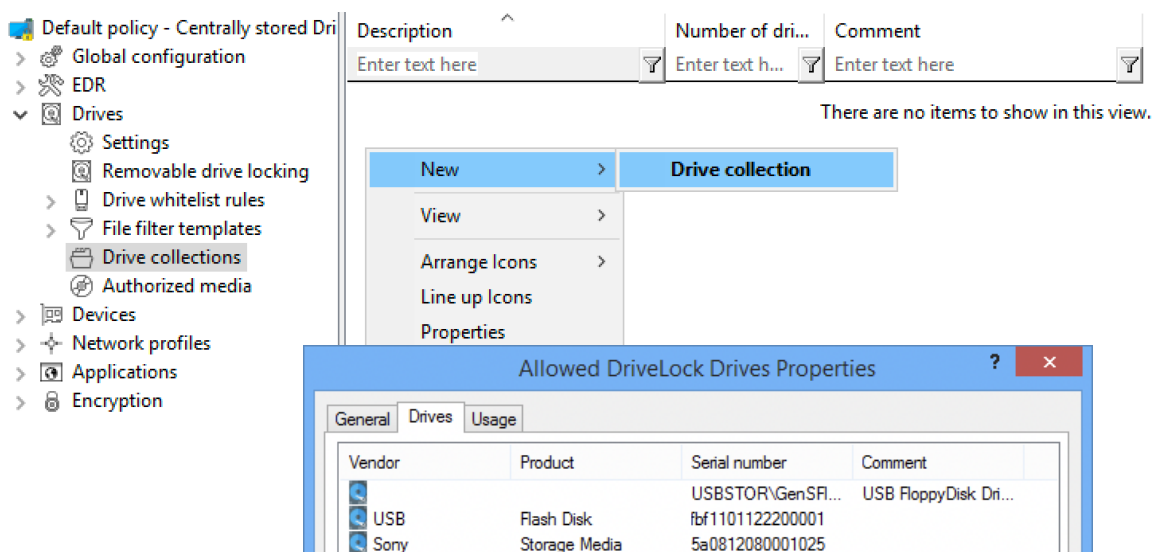 Default policy - Centrally stored Dri
Global configuration
EDR
Drives
Settings
Removable drive locking
Drive whitelist rules
File filter templates
Drive collections
Authorized media
Devices
Network profiles
Applications
Encryption
Description Number of dri... Comment
Enter text here Enter text h... Enter text here
There are no items to show in this view.
New Drive collection
View
Arrange Icons
Line up Icons
Properties
Allowed DriveLock Drives Properties ?
General Drives Usage
Vendor Product Serial number Comment
USBSTOR\GenSFl... USB FloppyDisk Dri...
USB Flash Disk fbf1101122200001
Sony Storage Media 5a0812080001025